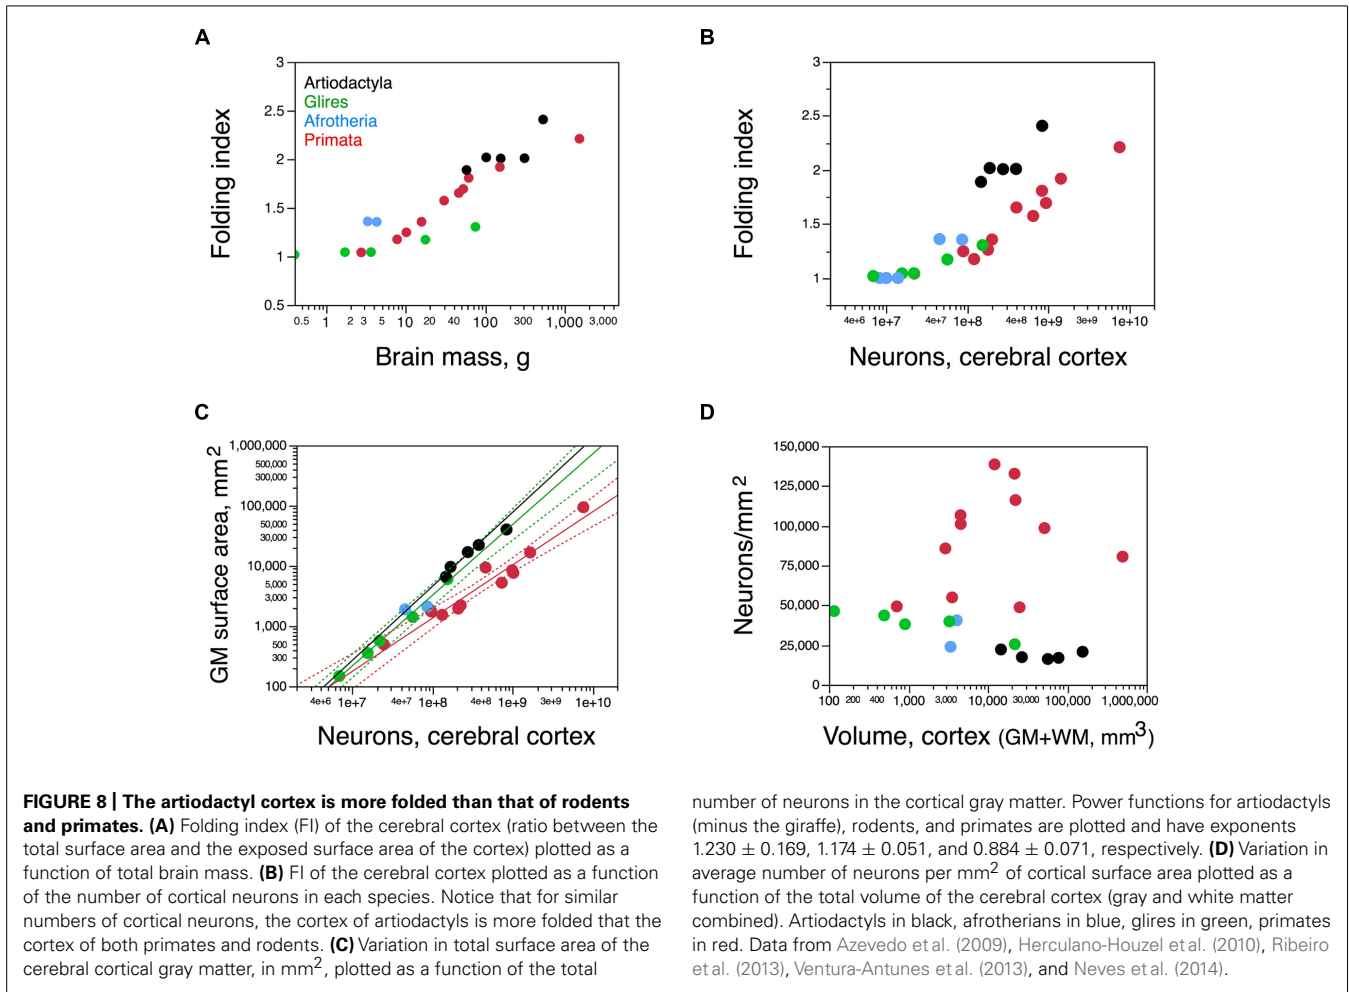 A
3
Artiodactyla
Glires
Afrotheria
Primata
2.5
2
1.5
1
0.5
Folding index
0.5 1 2 3 5 10 20 40 100 300 1,000 3,000
Brain mass, g
B
3
2.5
2
1.5
1
Folding index
4e+6 1e+7 4e+7 1e+8 4e+8 1e+9 3e+9 1e+10
Neurons, cerebral cortex
C
1,000,000
500,000
300,000
100,000
50,000
30,000
10,000
5,000
3,000
1,000
500
300
100
GM surface area, mm2
4e+6 1e+7 4e+7 1e+8 4e+8 1e+9 3e+9 1e+10
Neurons, cerebral cortex
D
150,000
125,000
100,000
75,000
50,000
25,000
0
Neurons/mm2
100 200 400 1,000 3,000 10,000 30,000 100,000 1,000,000
Volume, cortex (GM+WM, mm3)
FIGURE 8 | The artiodactyl cortex is more folded than that of rodents
and primates. (A) Folding index (FI) of the cerebral cortex (ratio between the
total surface area and the exposed surface area of the cortex) plotted as a
function of total brain mass. (B) FI of the cerebral cortex plotted as a function
of the number of cortical neurons in each species. Notice that for similar
numbers of cortical neurons, the cortex of artiodactyls is more folded that the
cortex of both primates and rodents. (C) Variation in total surface area of the
cerebral cortical gray matter, in mm2, plotted as a function of the total
number of neurons in the cortical gray matter. Power functions for artiodactyls
(minus the giraffe), rodents, and primates are plotted and have exponents
1.230 ± 0.169, 1.174 ± 0.051, and 0.884 ± 0.071, respectively. (D) Variation in
average number of neurons per mm2 of cortical surface area plotted as a
function of the total volume of the cerebral cortex (gray and white matter
combined). Artiodactyls in black, afrotherians in blue, glires in green, primates
in red. Data from Azevedo et al. (2009), Herculano-Houzel et al. (2010), Ribeiro
et al. (2013), Ventura-Antunes et al. (2013), and Neves et al. (2014).